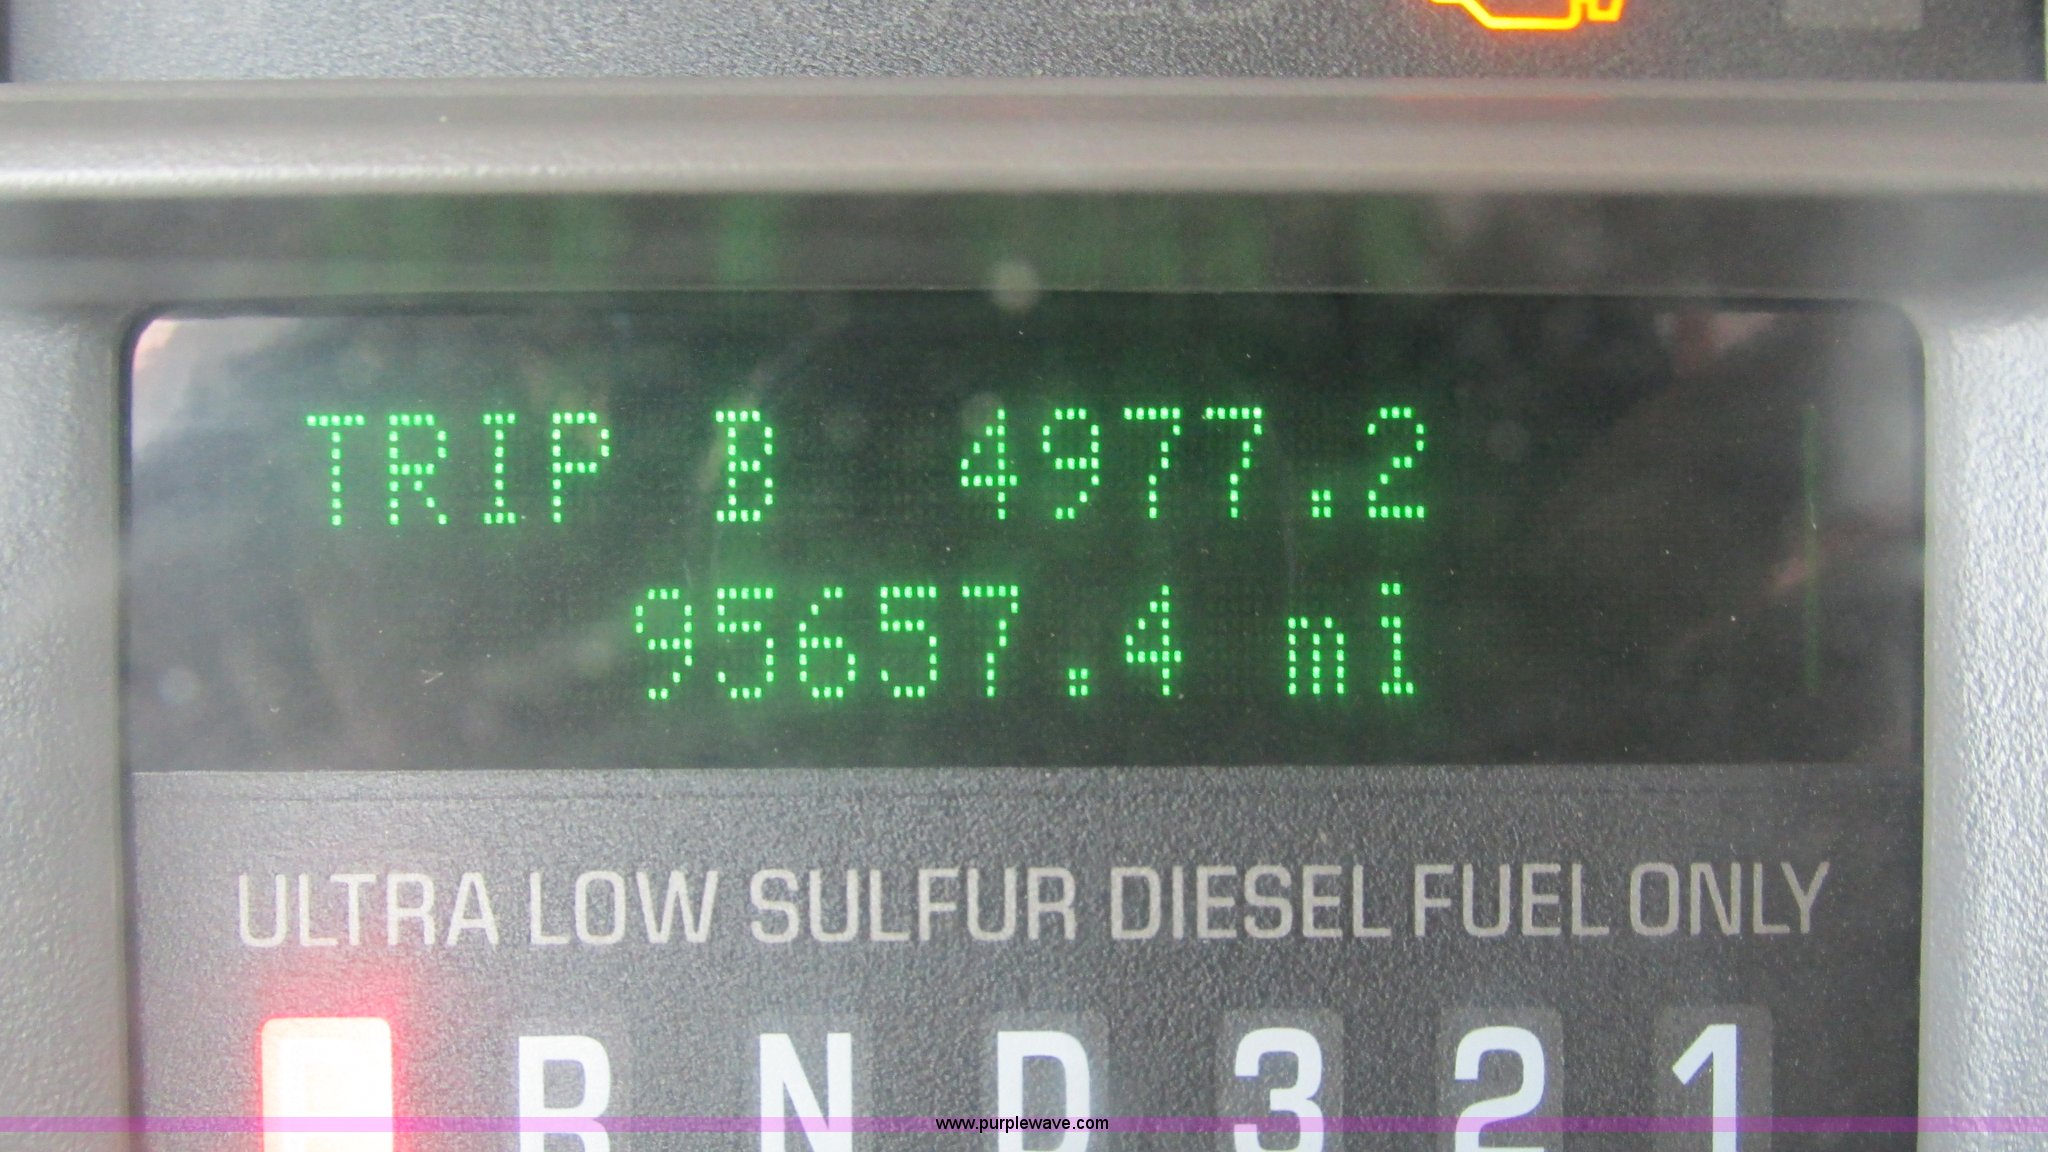 TRIP B 4977.2
95657.4 mi
ULTRA LOW SULFUR DIESEL FUEL ONLY
R N D 3 2 1
www.purplewave.com